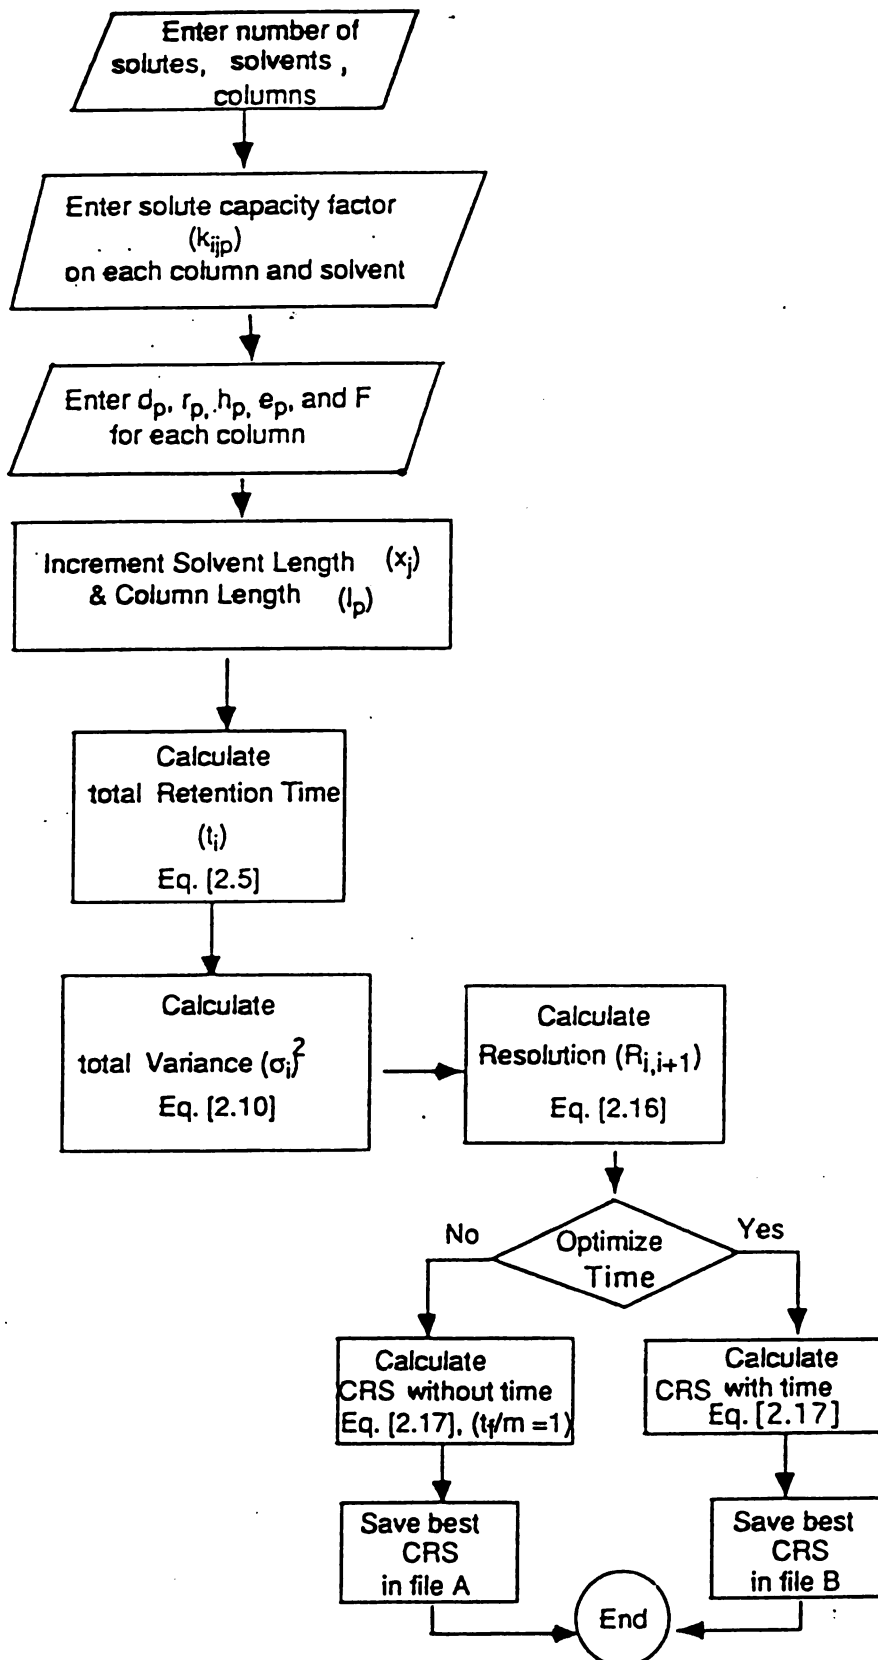 Enter number of
solutes, solvents,
columns
Enter solute capacity factor
(k_ijp)
on each column and solvent
Enter d_p, r_p, h_p, e_p, and F
for each column
Increment Solvent Length (x_j)
& Column Length (l_p)
Calculate
total Retention Time
(t_i)
Eq. [2.5]
Calculate
total Variance (σ_i)²
Eq. [2.10]
Calculate
Resolution (R_i,i+1)
Eq. [2.16]
Optimize
Time
No
Yes
Calculate
CRS without time
Eq. [2.17], (t_f/m =1)
Calculate
CRS with time
Eq. [2.17]
Save best
CRS
in file A
Save best
CRS
in file B
End